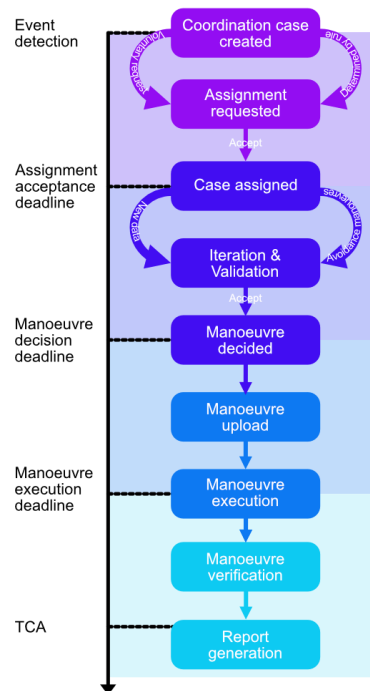 Event
detection
Coordination case
created
Voluntary request
Determined by rule
Assignment
requested
Accept
Assignment
acceptance
deadline
Case assigned
New data
Avoidance manoeuvres
Iteration &
Validation
Accept
Manoeuvre
decision
deadline
Manoeuvre
decided
Manoeuvre
upload
Manoeuvre
execution
deadline
Manoeuvre
execution
Manoeuvre
verification
TCA
Report
generation